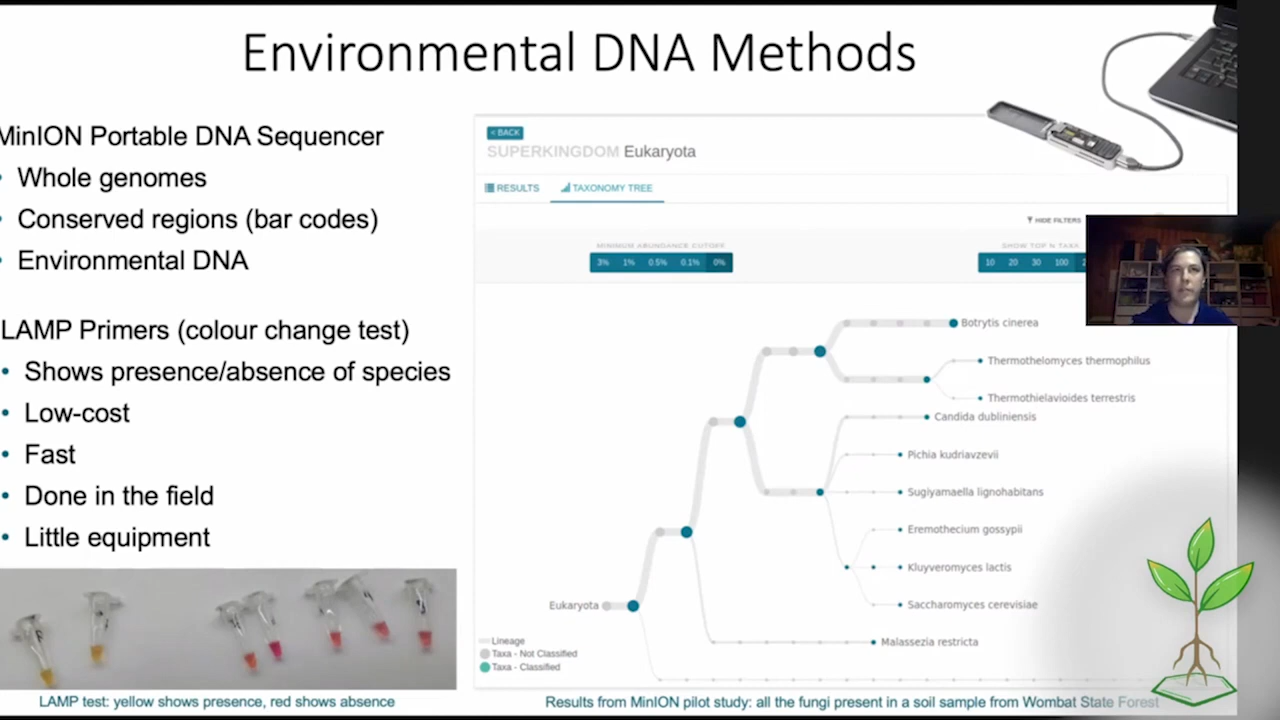 Environmental DNA Methods
MinION Portable DNA Sequencer
Whole genomes
Conserved regions (bar codes)
Environmental DNA
LAMP Primers (colour change test)
• Shows presence/absence of species
• Low-cost
• Fast
• Done in the field
• Little equipment
LAMP test: yellow shows presence, red shows absence
< BACK
SUPERKINGDOM Eukaryota
RESULTS
TAXONOMY TREE
HIDE FILTERS
MINIMUM ABUNDANCE CUTOFF
3% 1% 0.5% 0.1% 0%
SHOW TOP N TAXA
10 20 30 100
Botrytis cinerea
Thermothelomyces thermophilus
Thermothielavioides terrestris
Candida dubliniensis
Pichia kudriavzevii
Sugiyamaella lignohabitans
Eremothecium gossypii
Kluyveromyces lactis
Eukaryota
Saccharomyces cerevisiae
Malassezia restricta
Lineage
Taxa - Not Classified
Taxa - Classified
Results from MinION pilot study: all the fungi present in a soil sample from Wombat State Forest